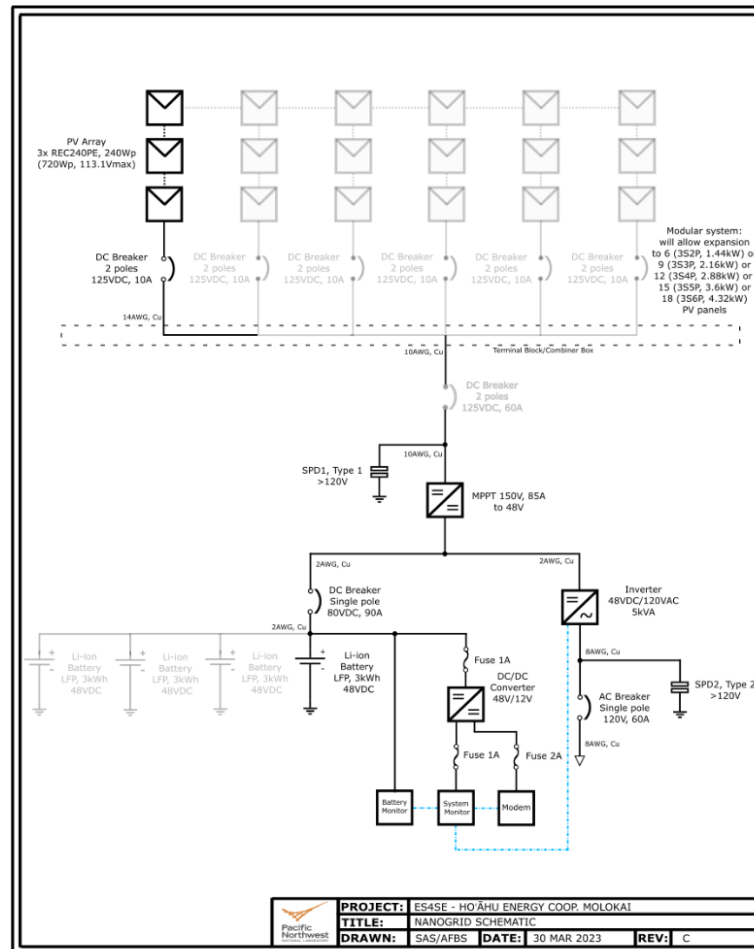 PV Array
3x REC240PE, 240Wp
(720Wp, 113.1Vmax)
DC Breaker
2 poles
125VDC, 10A
DC Breaker
2 poles
125VDC, 10A
DC Breaker
2 poles
125VDC, 10A
DC Breaker
2 poles
125VDC, 10A
DC Breaker
2 poles
125VDC, 10A
DC Breaker
2 poles
125VDC, 10A
Modular system:
will allow expansion
to 6 (3S2P, 1.44kW) or
9 (3S3P, 2.16kW) or
12 (3S4P, 2.88kW) or
15 (3S5P, 3.6kW) or
18 (3S6P, 4.32kW)
PV panels
14AWG, Cu
Terminal Block/Combiner Box
10AWG, Cu
DC Breaker
2 poles
125VDC, 60A
10AWG, Cu
SPD1, Type 1
>120V
MPPT 150V, 85A
to 48V
2AWG, Cu
2AWG, Cu
DC Breaker
Single pole
80VDC, 90A
Inverter
48VDC/120VAC
5kVA
2AWG, Cu
Li-ion
Battery
LFP, 3kWh
48VDC
Li-ion
Battery
LFP, 3kWh
48VDC
Li-ion
Battery
LFP, 3kWh
48VDC
Li-ion
Battery
LFP, 3kWh
48VDC
Fuse 1A
DC/DC
Converter
48V/12V
8AWG, Cu
SPD2, Type 2
>120V
AC Breaker
Single pole
120V, 60A
8AWG, Cu
Fuse 1A
Fuse 2A
Battery
Monitor
System
Monitor
Modem
Pacific
Northwest
NATIONAL LABORATORY
PROJECT: ES4SE - HO'ĀHU ENERGY COOP. MOLOKAI
TITLE: NANOGRID SCHEMATIC
DRAWN: SAS/AFBS DATE: 30 MAR 2023 REV: C